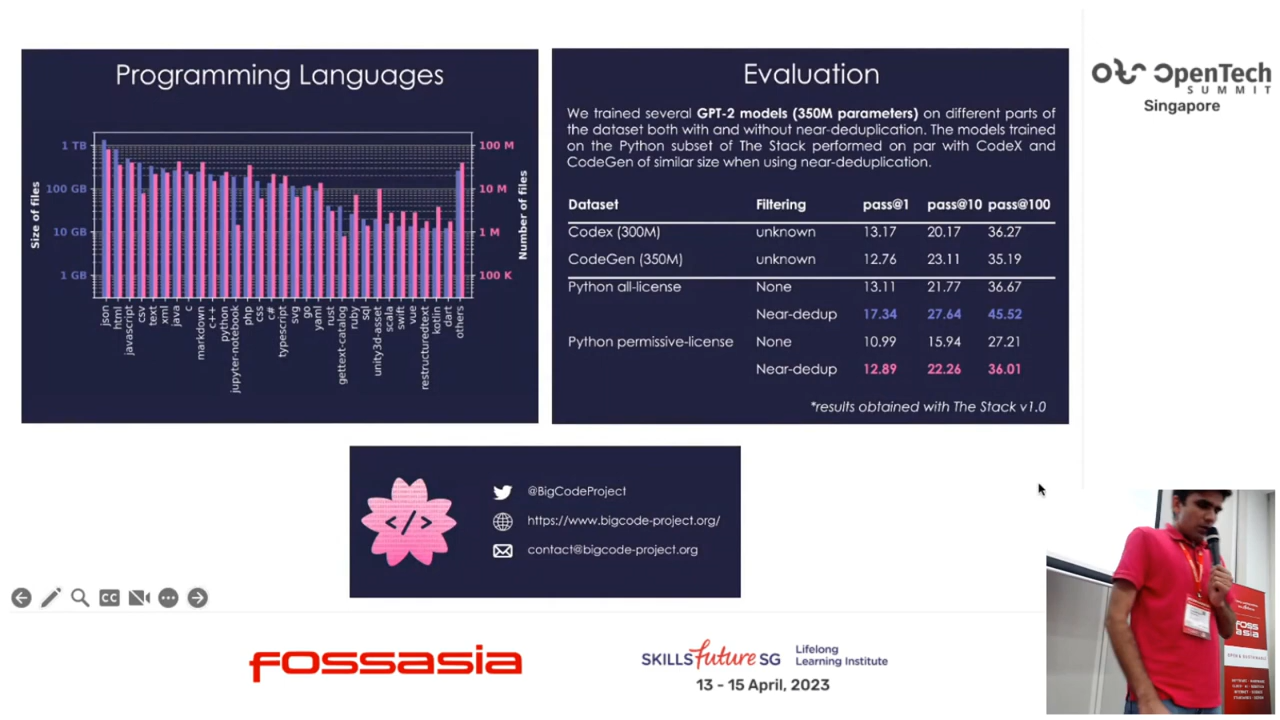 Programming Languages
1 TB
100 GB
10 GB
1 GB
Size of files
100 M
10 M
1 M
100 K
Number of files
json
html
javascript
csv
text
xml
java
c
markdown
c++
python
jupyter-notebook
php
css
c#
typescript
svg
go
yaml
rust
gettext-catalog
ruby
sql
unity3d-asset
scala
swift
vue
restructuredtext
kotlin
dart
others
Evaluation
We trained several GPT-2 models (350M parameters) on different parts of
the dataset both with and without near-deduplication. The models trained
on the Python subset of The Stack performed on par with CodeX and
CodeGen of similar size when using near-deduplication.
Dataset Filtering pass@1 pass@10 pass@100
Codex (300M) unknown 13.17 20.17 36.27
CodeGen (350M) unknown 12.76 23.11 35.19
Python all-license None 13.11 21.77 36.67
Near-dedup 17.34 27.64 45.52
Python permissive-license None 10.99 15.94 27.21
Near-dedup 12.89 22.26 36.01
*results obtained with The Stack v1.0
OpenTech
SUMMIT
Singapore
</>
@BigCodeProject
https://www.bigcode-project.org/
contact@bigcode-project.org
CC
FOSSASIA
SKILLSfuture SG
Lifelong
Learning Institute
13 - 15 April, 2023
FOSS
ASIA